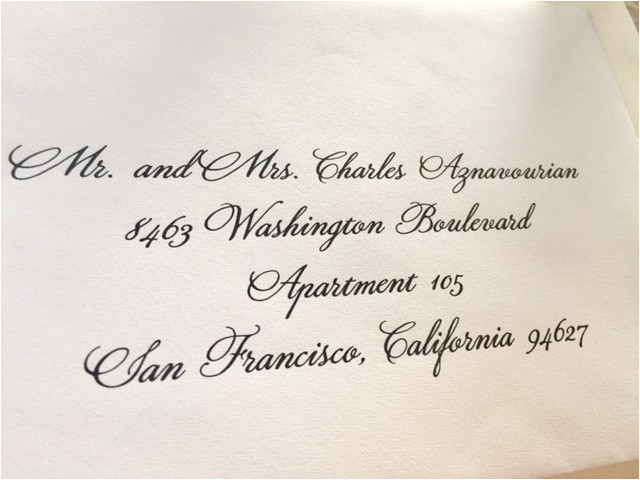 Mr. and Mrs. Charles Aznavourian
8463 Washington Boulevard
Apartment 105
San Francisco, California 94627